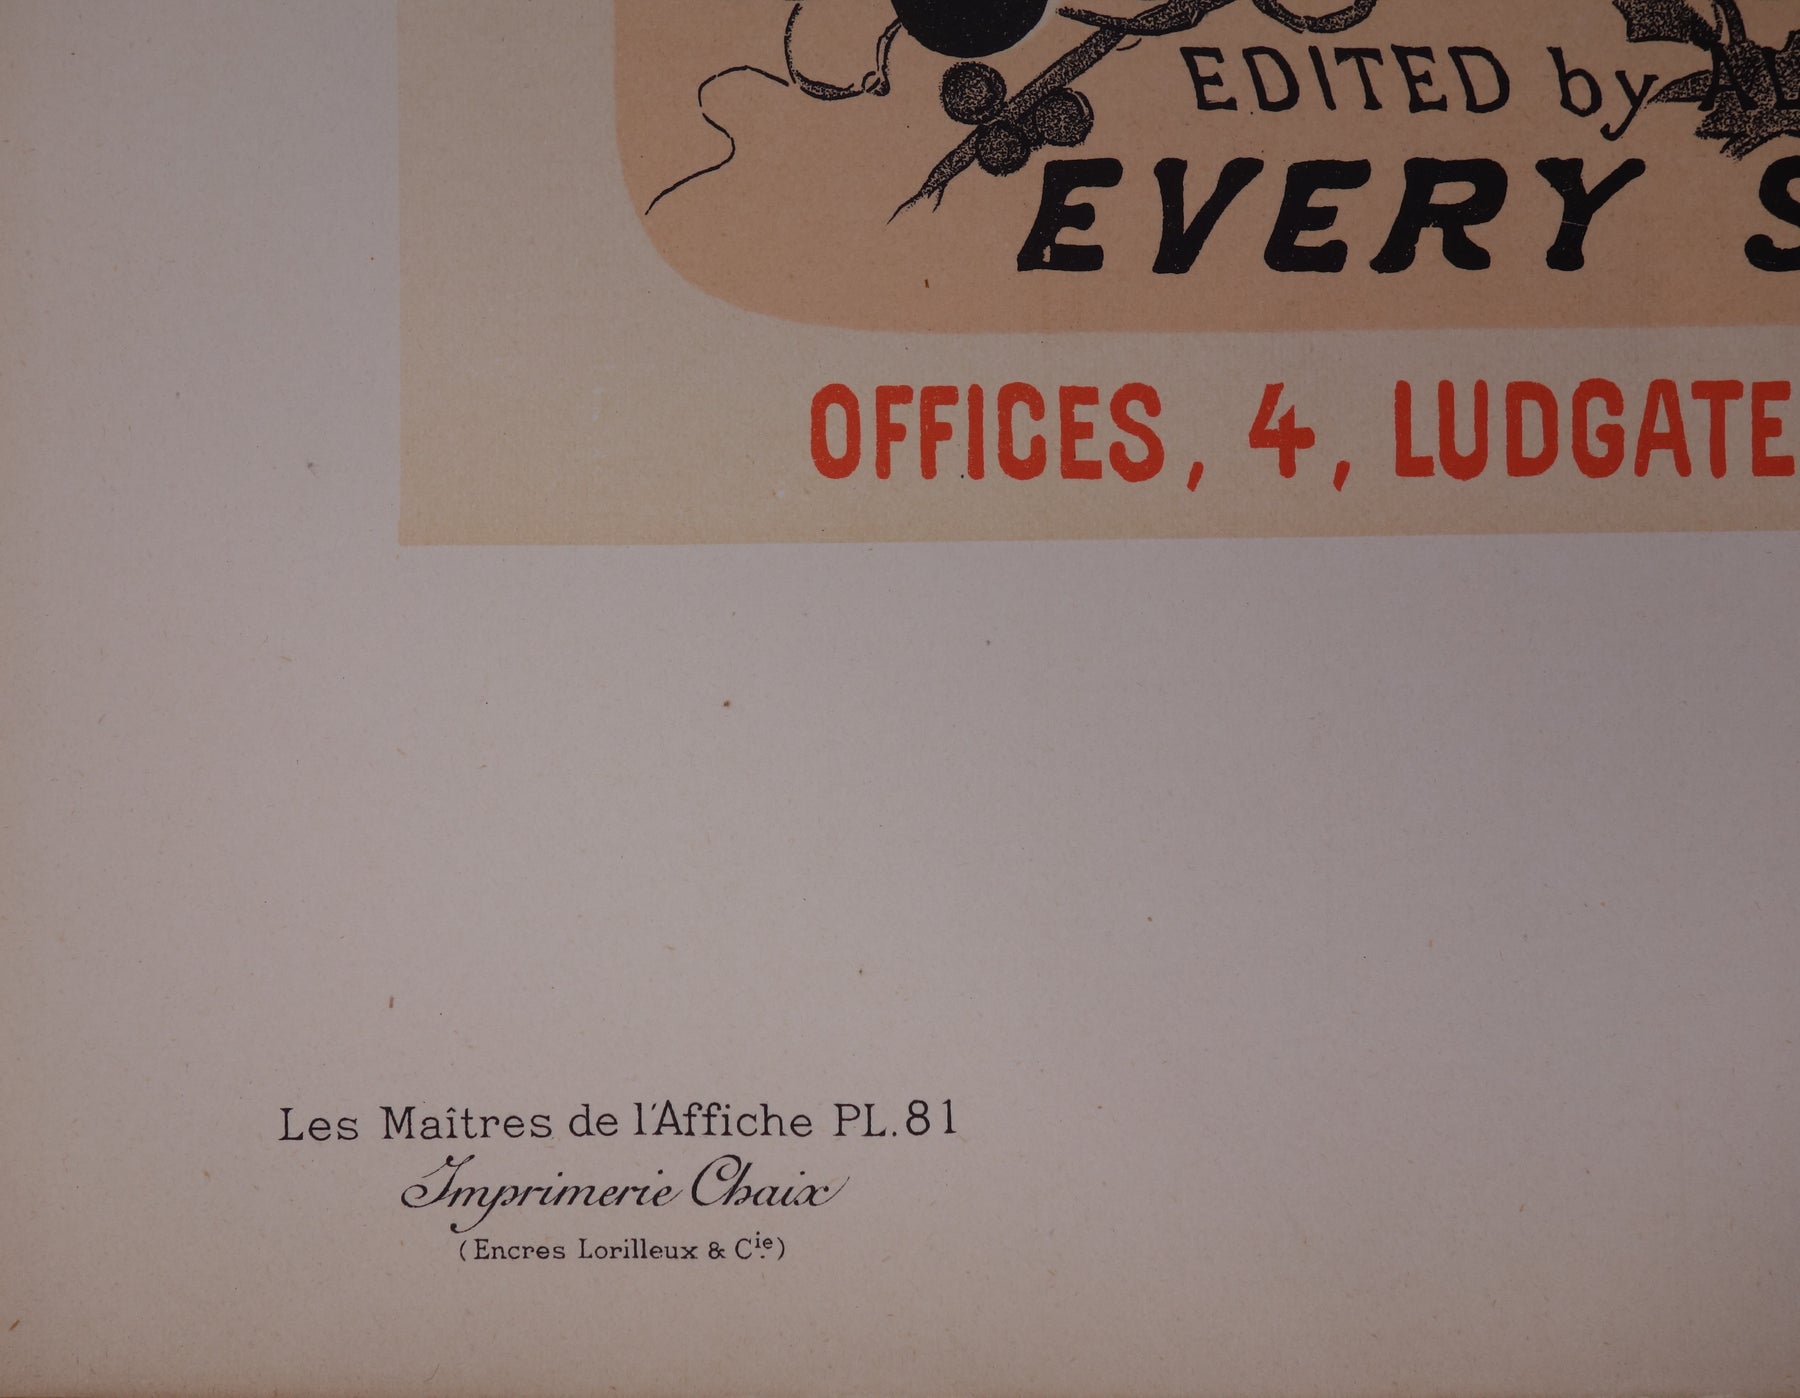 EDITED by
EVERY
OFFICES, 4, LUDGATE
Les Maîtres de l'Affiche PL. 81
Imprimerie Chaix
(Encres Lorilleux & Cie)